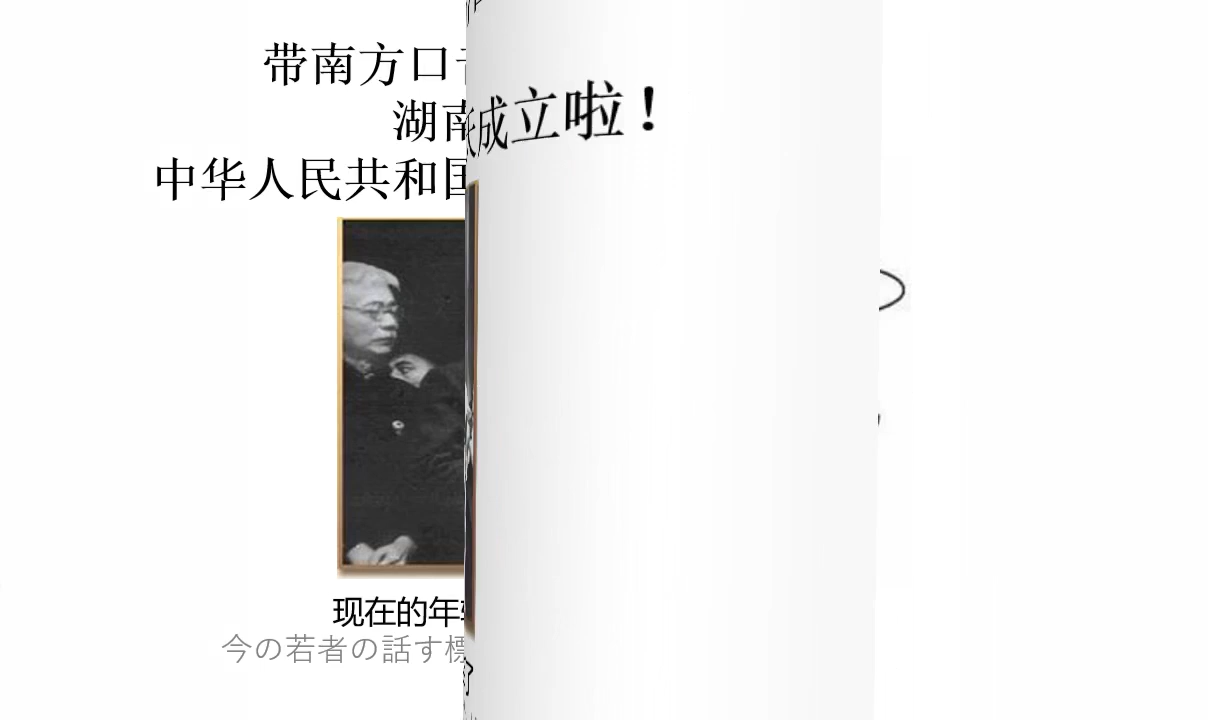 带南方口
湖南
中华人民共和国
成立啦！
现在的年
今の若者の話す標